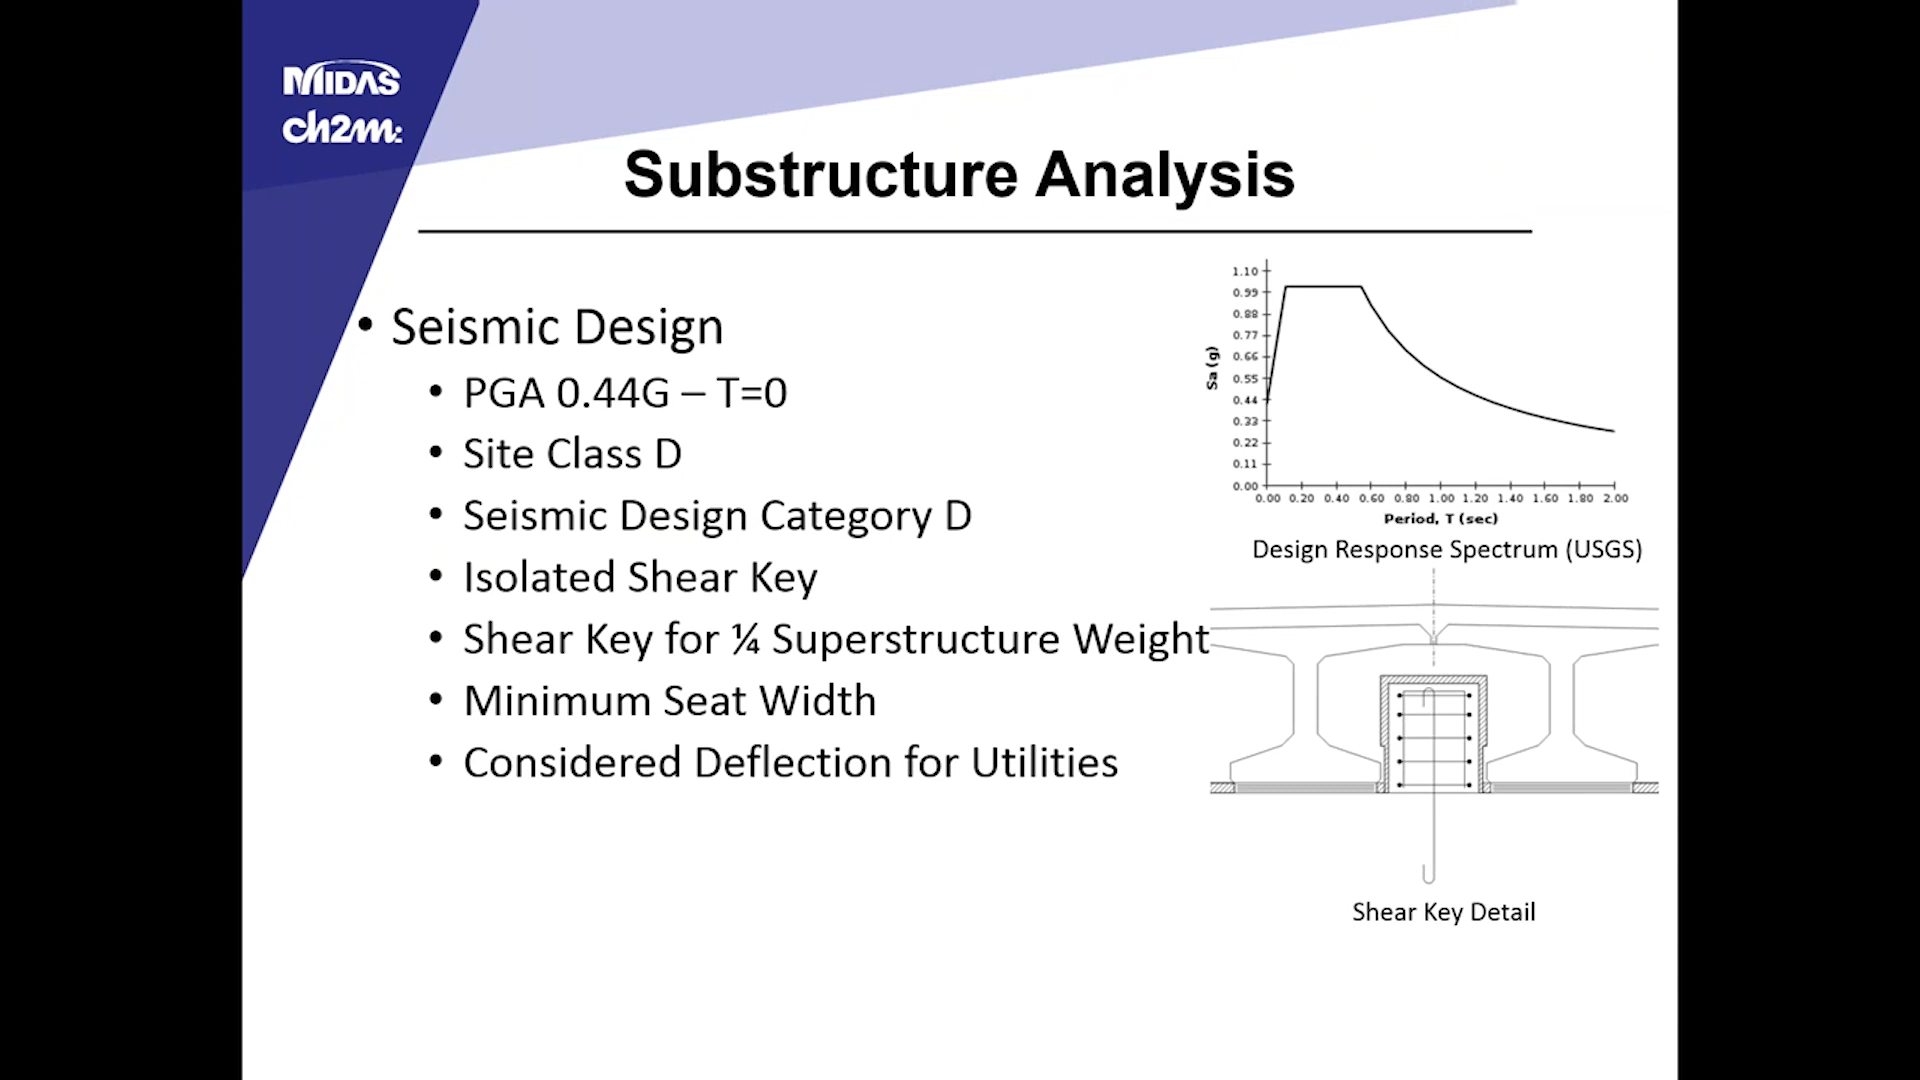 MIDAS
ch2m:
Substructure Analysis
• Seismic Design
• PGA 0.44G – T=0
• Site Class D
• Seismic Design Category D
• Isolated Shear Key
• Shear Key for ¼ Superstructure Weight
• Minimum Seat Width
• Considered Deflection for Utilities
1.10
0.99
0.88
0.77
0.66
0.55
0.44
0.33
0.22
0.11
0.00
Sa (g)
0.00 0.20 0.40 0.60 0.80 1.00 1.20 1.40 1.60 1.80 2.00
Period, T (sec)
Design Response Spectrum (USGS)
Shear Key Detail